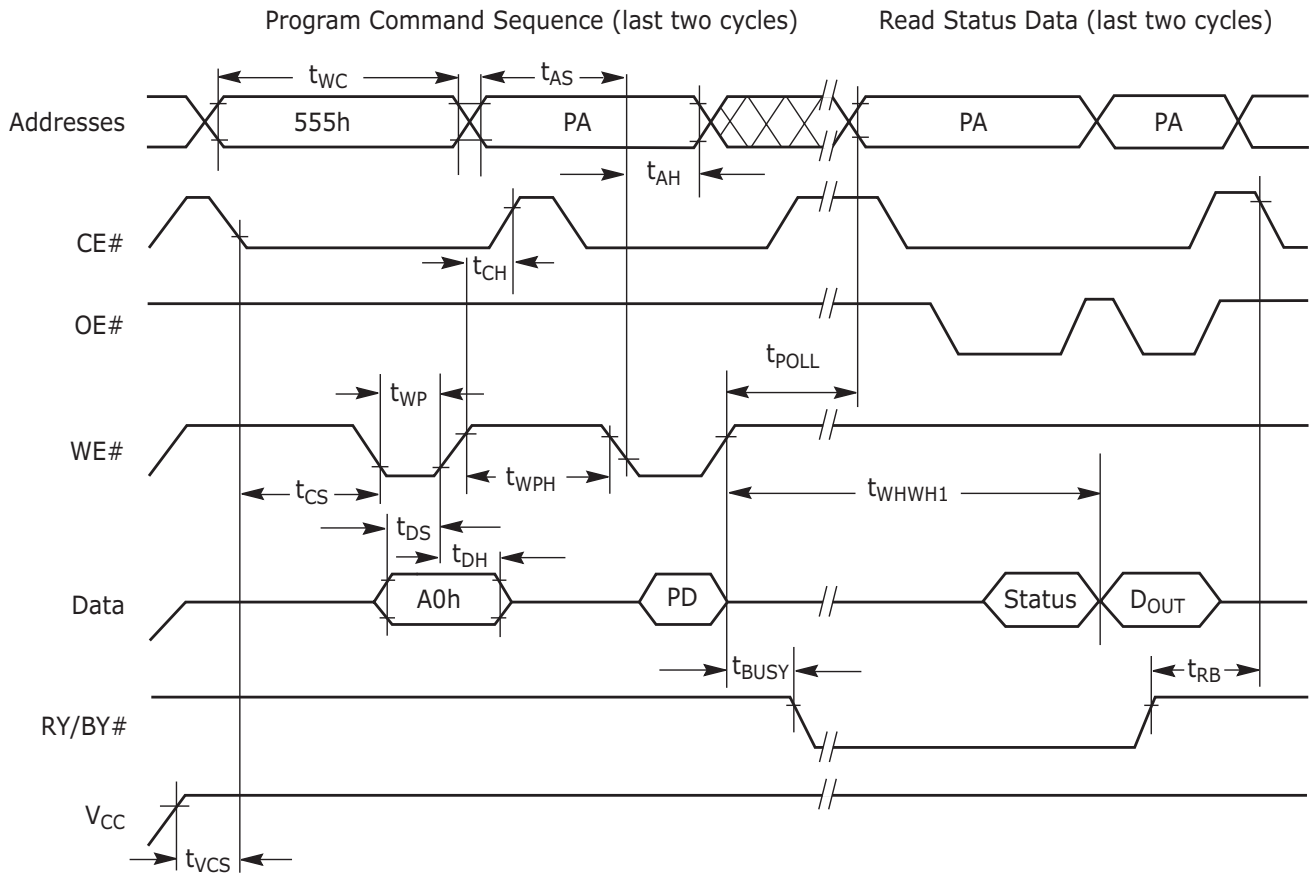 Program Command Sequence (last two cycles) Read Status Data (last two cycles)
tWC tAS
Addresses 555h PA PA PA
tAH
CE#
tCH
OE#
tPOLL
tWP
WE#
tWPH
tCS tWHWH1
tDS
tDH
Data A0h PD Status DOUT
tBUSY tRB
RY/BY#
VCC
tVCS